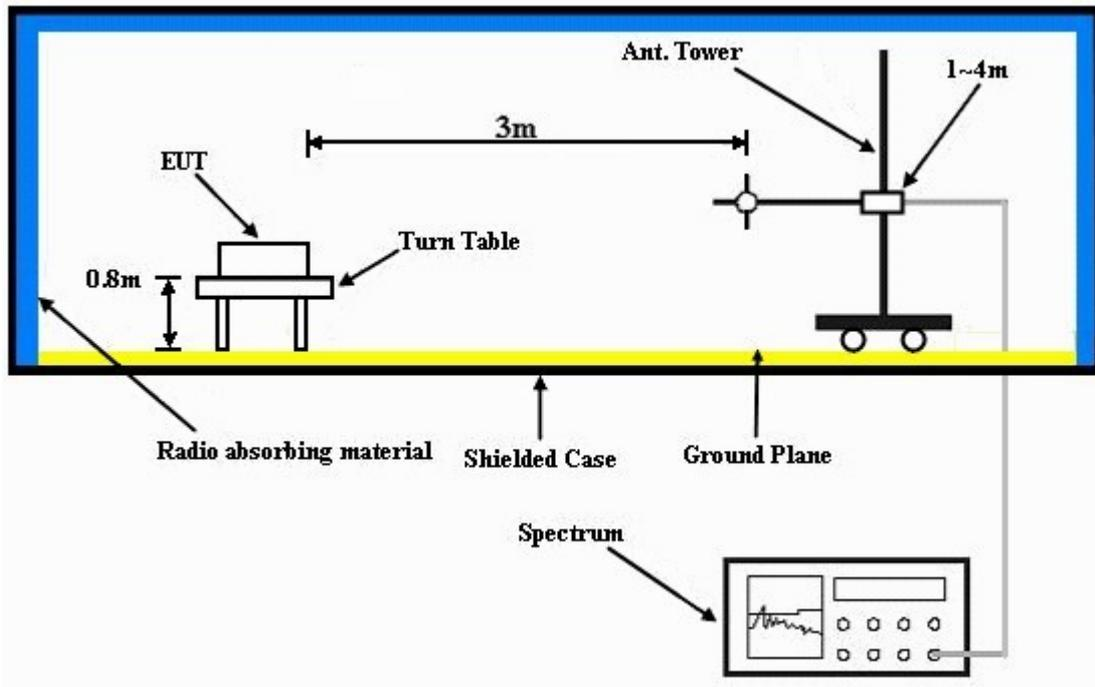 Ant. Tower
1~4m
3m
EUT
Turn Table
0.8m
Radio absorbing material
Shielded Case
Ground Plane
Spectrum